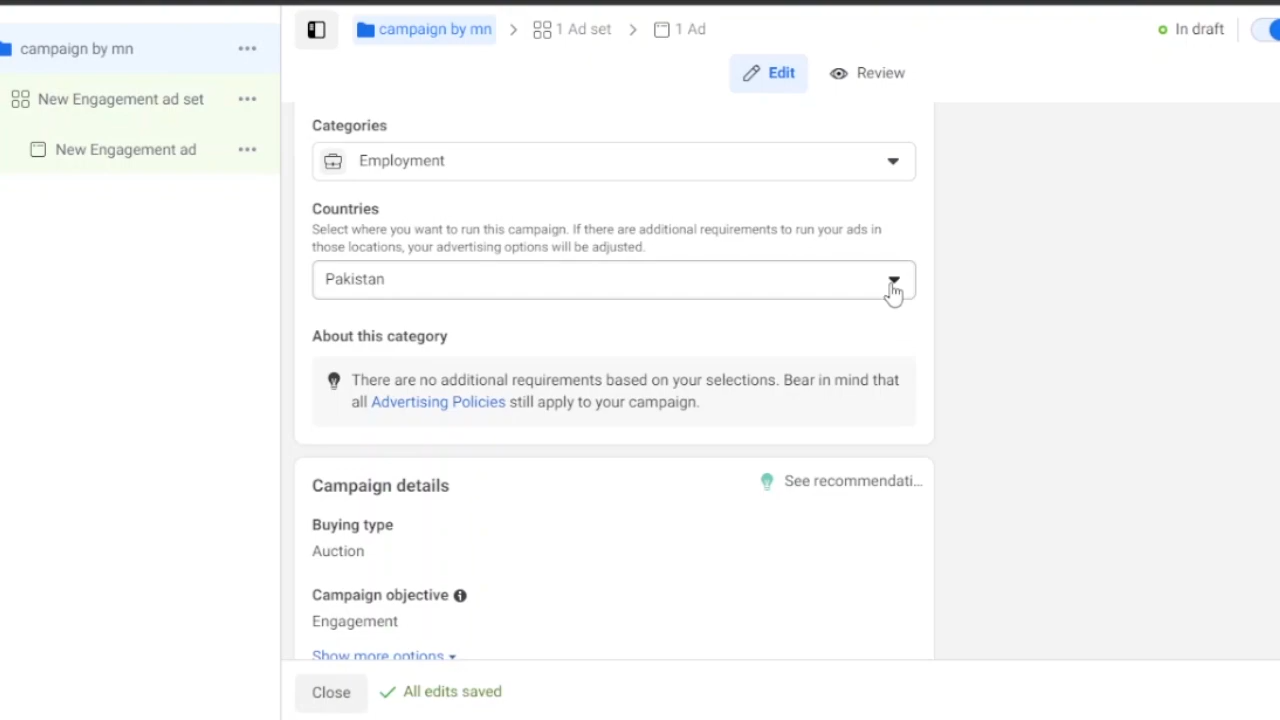 campaign by mn
New Engagement ad set
New Engagement ad
campaign by mn
1 Ad set
1 Ad
In draft
Edit
Review
Categories
Employment
Countries
Select where you want to run this campaign. If there are additional requirements to run your ads in
those locations, your advertising options will be adjusted.
Pakistan
About this category
There are no additional requirements based on your selections. Bear in mind that
all Advertising Policies still apply to your campaign.
Campaign details
See recommendati...
Buying type
Auction
Campaign objective
Engagement
Show more options
Close
All edits saved